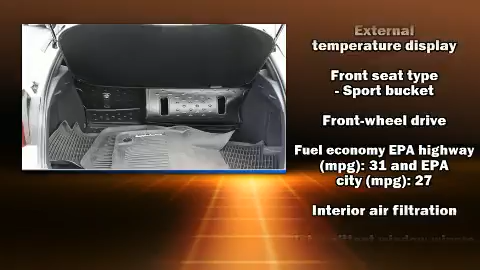 External
temperature display
Front seat type
- Sport bucket
Front-wheel drive
Fuel economy EPA highway
(mpg): 31 and EPA
city (mpg): 27
Interior air filtration